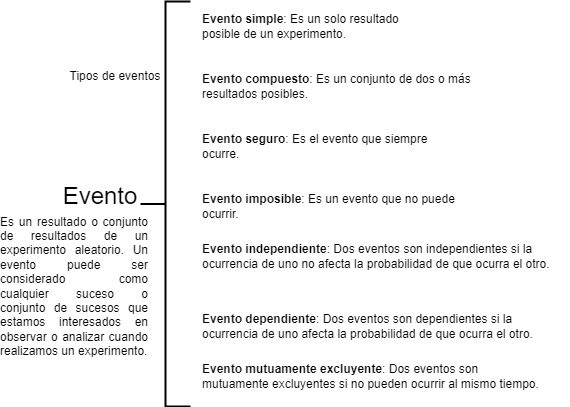 Tipos de eventos
Evento
Es un resultado o conjunto
de resultados de un
experimento aleatorio. Un
evento puede ser
considerado como
cualquier suceso o
conjunto de sucesos que
estamos interesados en
observar o analizar cuando
realizamos un experimento.
Evento simple: Es un solo resultado
posible de un experimento.
Evento compuesto: Es un conjunto de dos o más
resultados posibles.
Evento seguro: Es el evento que siempre
ocurre.
Evento imposible: Es un evento que no puede
ocurrir.
Evento independiente: Dos eventos son independientes si la
ocurrencia de uno no afecta la probabilidad de que ocurra el otro.
Evento dependiente: Dos eventos son dependientes si la
ocurrencia de uno afecta la probabilidad de que ocurra el otro.
Evento mutuamente excluyente: Dos eventos son
mutuamente excluyentes si no pueden ocurrir al mismo tiempo.